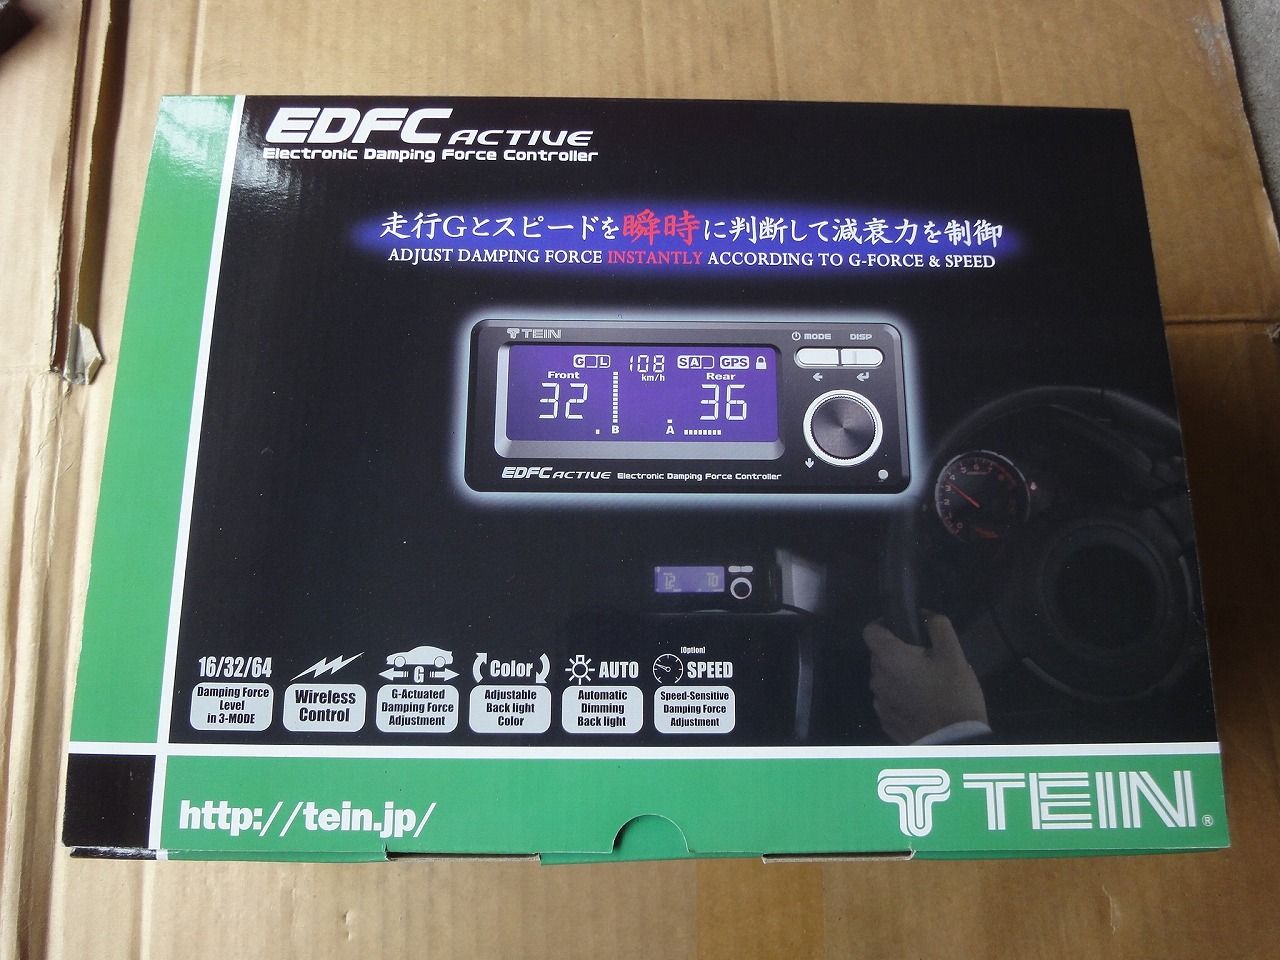 EDFC ACTIVE
Electronic Damping Force Controller
走行Gとスピードを瞬時に判断して減衰力を制御
ADJUST DAMPING FORCE INSTANTLY ACCORDING TO G-FORCE & SPEED
TEIN
MODE DISP
G L 108 km/h S A GPS
Front Rear
32 36
B A
EDFC ACTIVE Electronic Damping Force Controller
72 70
16/32/64
Damping Force
Level
in 3-MODE
Wireless
Control
G
G-Actuated
Damping Force
Adjustment
Color
Adjustable
Back light
Color
AUTO
Automatic
Dimming
Back light
[Option]
SPEED
Speed-Sensitive
Damping Force
Adjustment
http://tein.jp/
TEIN®